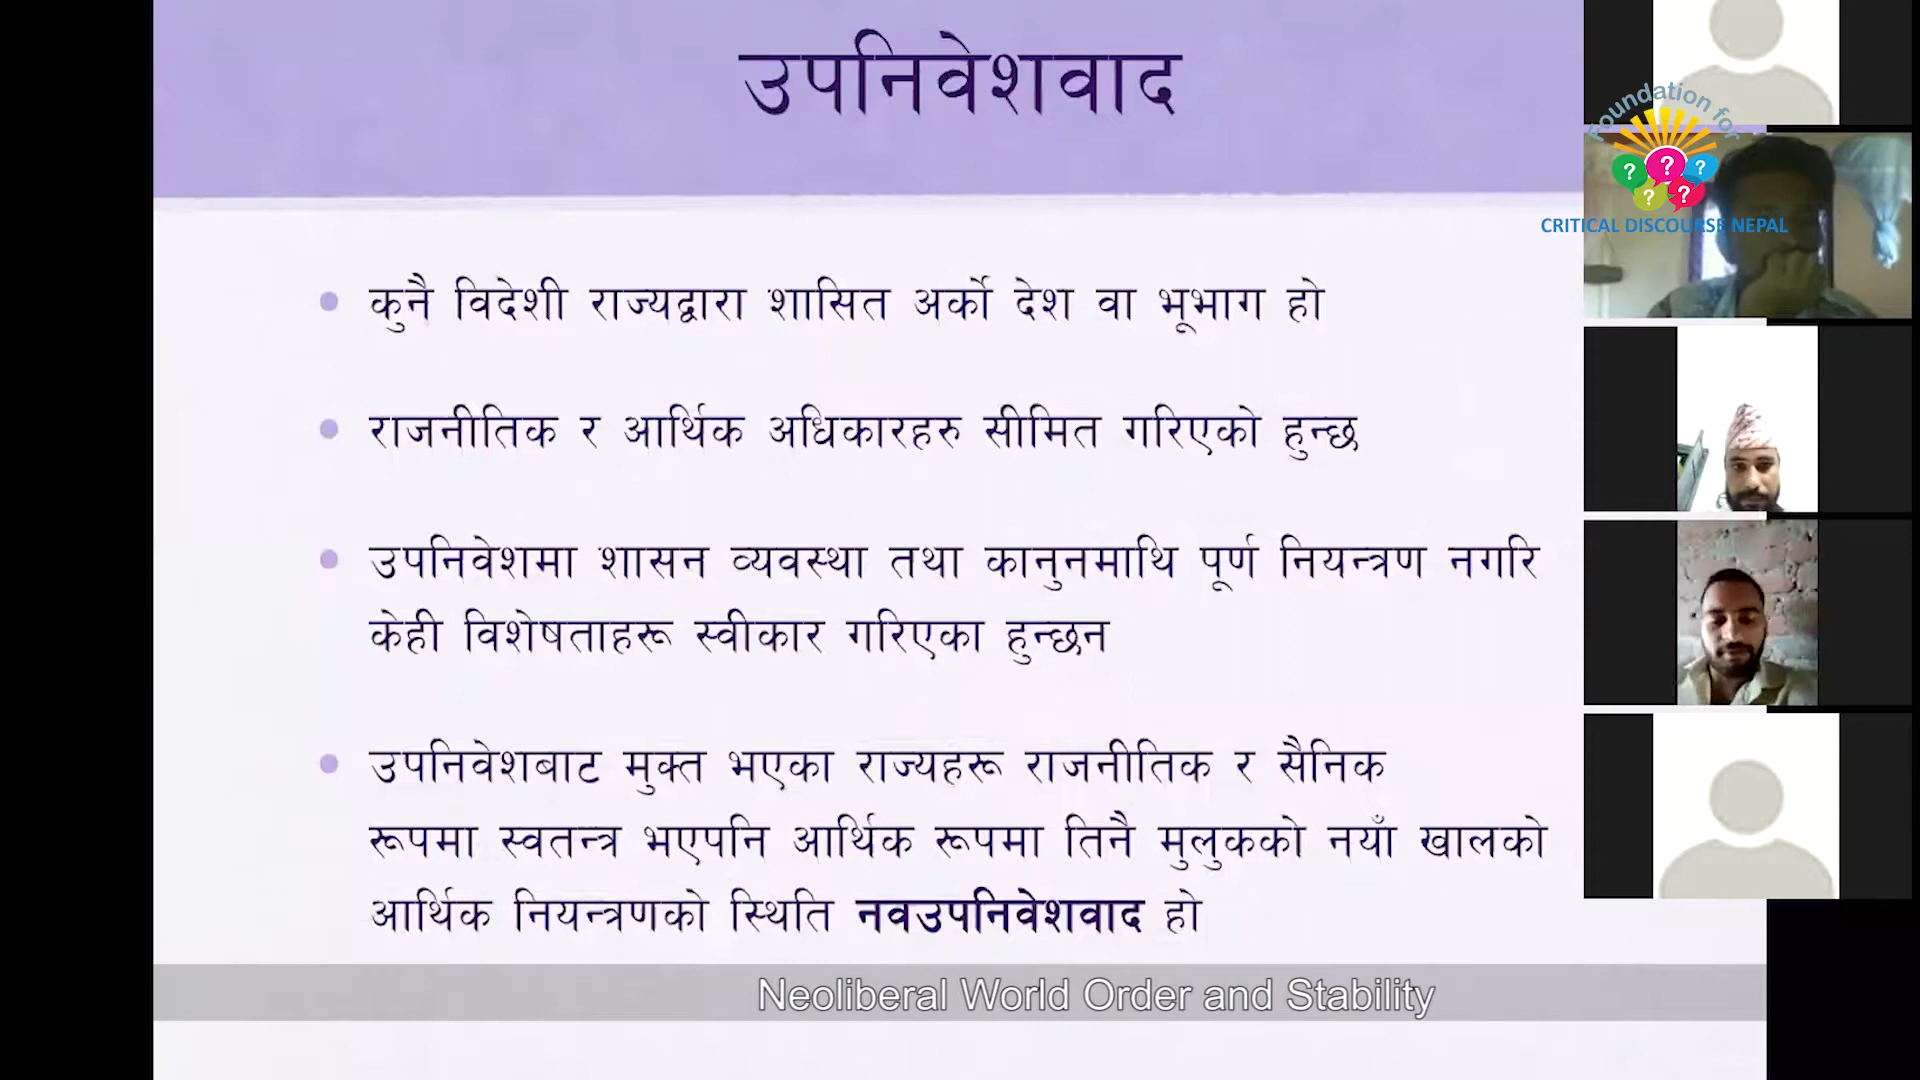 उपनिवेशवाद
कुनै विदेशी राज्यद्वारा शासित अर्को देश वा भूभाग हो
राजनीतिक र आर्थिक अधिकारहरु सीमित गरिएको हुन्छ
उपनिवेशमा शासन व्यवस्था तथा कानुनमाथि पूर्ण नियन्त्रण नगरि
केही विशेषताहरू स्वीकार गरिएका हुन्छन
उपनिवेशबाट मुक्त भएका राज्यहरू राजनीतिक र सैनिक
रूपमा स्वतन्त्र भएपनि आर्थिक रूपमा तिनै मुलुकको नयाँ खालको
आर्थिक नियन्त्रणको स्थिति नवउपनिवेशवाद हो
Neoliberal World Order and Stability
Foundation for
? ? ?
? ?
CRITICAL DISCOURSE NEPAL